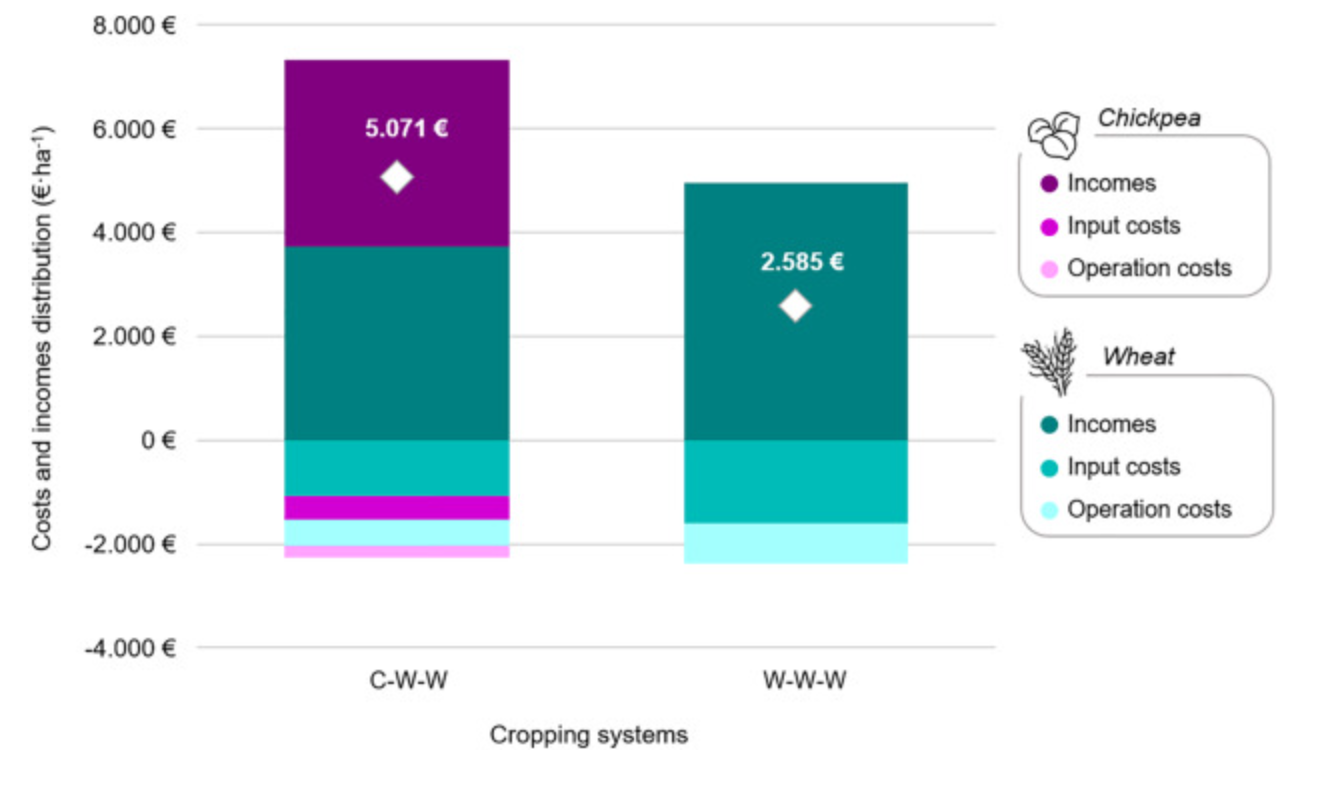 8.000 €
6.000 €
4.000 €
2.000 €
0 €
-2.000 €
-4.000 €
Costs and incomes distribution (€·ha⁻¹)
5.071 €
2.585 €
C-W-W
W-W-W
Cropping systems
Chickpea
Incomes
Input costs
Operation costs
Wheat
Incomes
Input costs
Operation costs